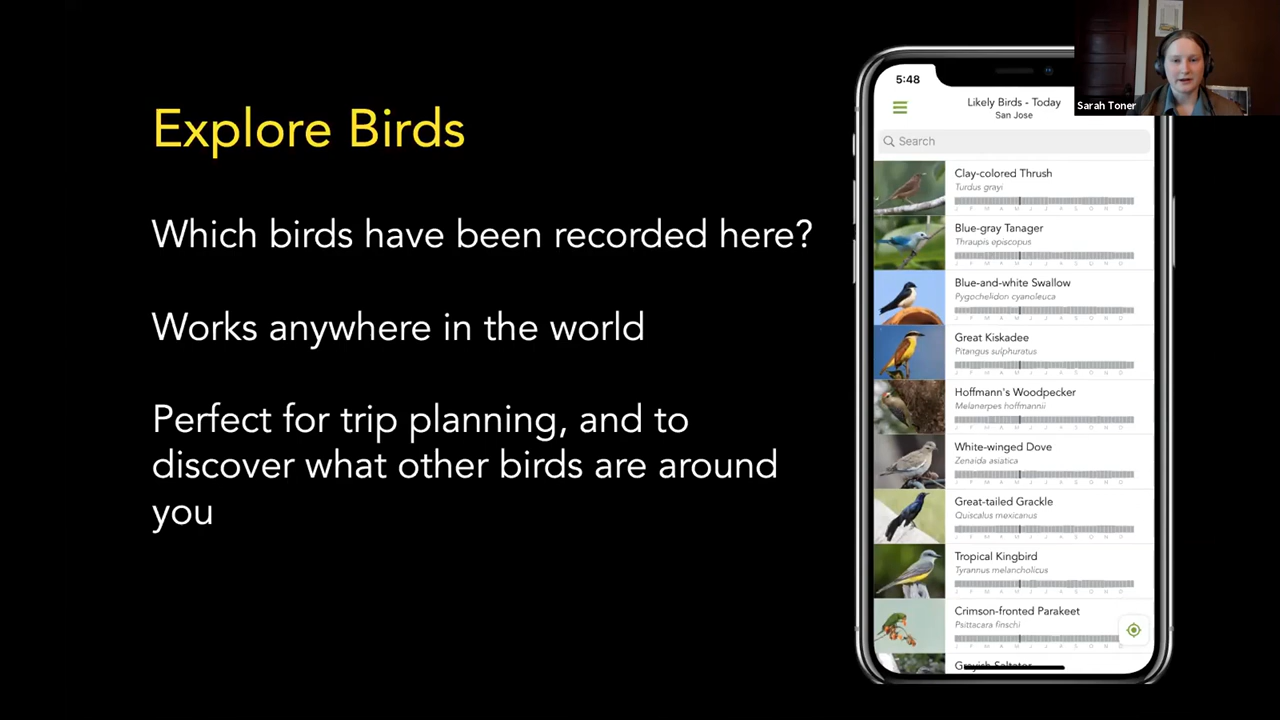 Explore Birds
Which birds have been recorded here?
Works anywhere in the world
Perfect for trip planning, and to
discover what other birds are around
you
5:48
Likely Birds - Today
San Jose
Search
Clay-colored Thrush
Turdus grayi
J F M A M J J A S O N D
Blue-gray Tanager
Thraupis episcopus
J F M A M J J A S O N D
Blue-and-white Swallow
Pygochelidon cyanoleuca
J F M A M J J A S O N D
Great Kiskadee
Pitangus sulphuratus
J F M A M J J A S O N D
Hoffmann's Woodpecker
Melanerpes hoffmannii
J F M A M J J A S O N D
White-winged Dove
Zenaida asiatica
J F M A M J J A S O N D
Great-tailed Grackle
Quiscalus mexicanus
J F M A M J J A S O N D
Tropical Kingbird
Tyrannus melancholicus
J F M A M J J A S O N D
Crimson-fronted Parakeet
Psittacara finschi
J F M A M J J A S O N D
Grayish Saltator
Sarah Toner